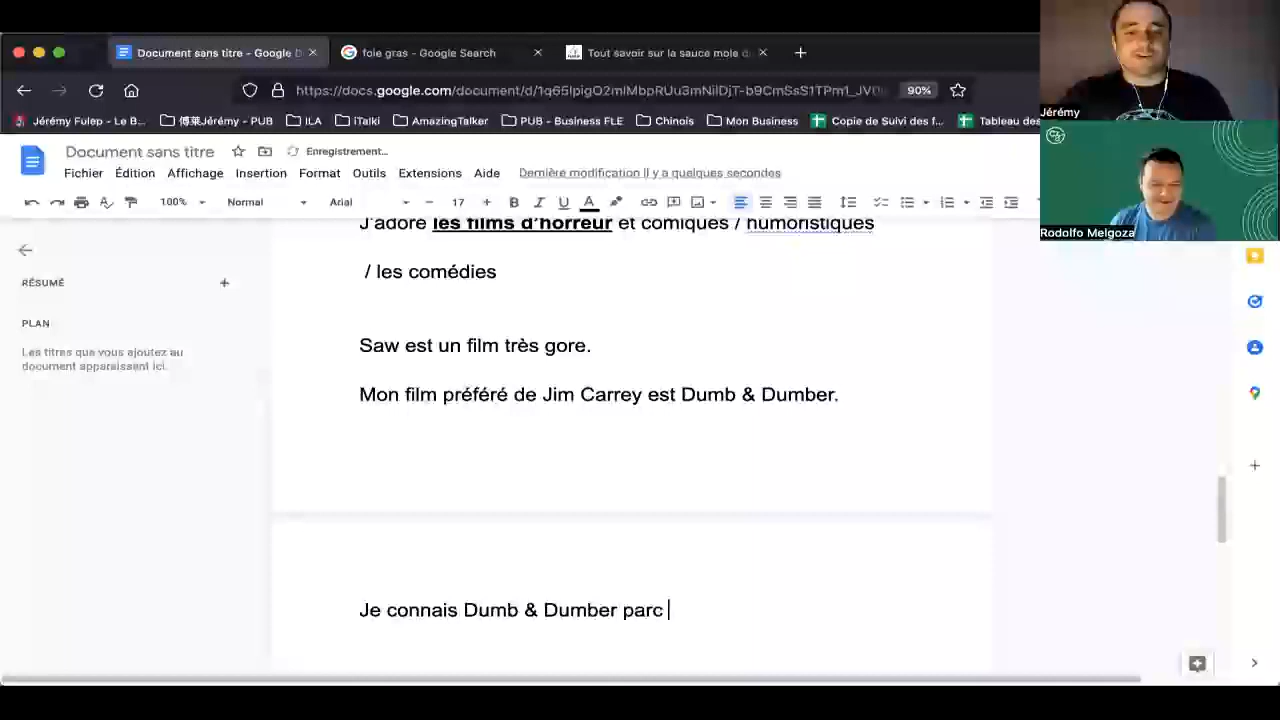 Document sans titre - Google D
foie gras - Google Search
Tout savoir sur la sauce mole d
https://docs.google.com/document/d/1q65IpigO2mlMbpRUu3mNilDjT-b9CmSsS1TPm1_JV0
90%
Jérémy Fulep - Le B...
博莱Jérémy - PUB
ILA
iTalki
AmazingTalker
PUB - Business FLE
Chinois
Mon Business
Copie de Suivi des f...
Tableau des
Jérémy
Rodolfo Melgoza
Document sans titre
Enregistrement...
Fichier Édition Affichage Insertion Format Outils Extensions Aide
Dernière modification il y a quelques secondes
100% Normal Arial 17
RÉSUMÉ
PLAN
Les titres que vous ajoutez au
document apparaissent ici.
J'adore les films d'horreur et comiques / humoristiques
/ les comédies
Saw est un film très gore.
Mon film préféré de Jim Carrey est Dumb & Dumber.
Je connais Dumb & Dumber parc